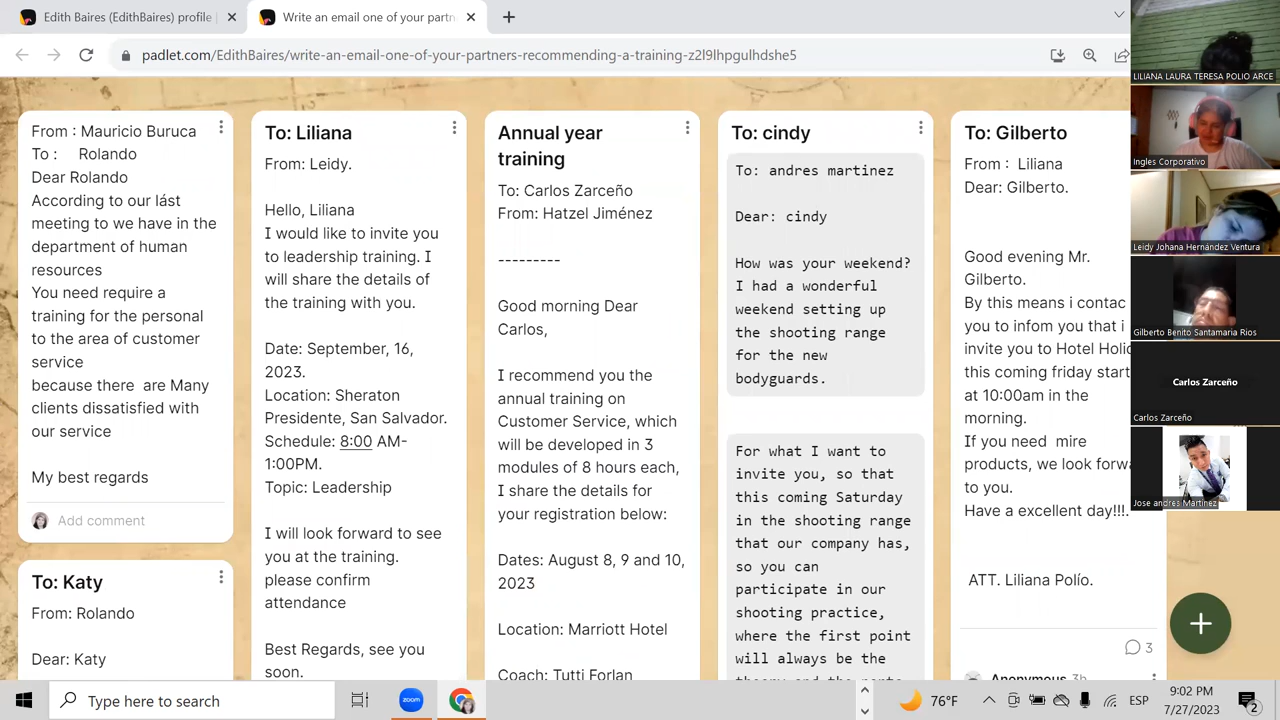 Edith Baires (EdithBaires) profile
Write an email one of your partn
padlet.com/EdithBaires/write-an-email-one-of-your-partners-recommending-a-training-z2l9lhpgulhdshe5
From : Mauricio Buruca
To : Rolando
Dear Rolando
According to our lást
meeting to we have in the
department of human
resources
You need require a
training for the personal
to the area of customer
service
because there are Many
clients dissatisfied with
our service
My best regards
Add comment
To: Katy
From: Rolando
Dear: Katy
To: Liliana
From: Leidy.
Hello, Liliana
I would like to invite you
to leadership training. I
will share the details of
the training with you.
Date: September, 16,
2023.
Location: Sheraton
Presidente, San Salvador.
Schedule: 8:00 AM-
1:00PM.
Topic: Leadership
I will look forward to see
you at the training.
please confirm
attendance
Best Regards, see you
soon.
Annual year
training
To: Carlos Zarceño
From: Hatzel Jiménez
---------
Good morning Dear
Carlos,
I recommend you the
annual training on
Customer Service, which
will be developed in 3
modules of 8 hours each,
I share the details for
your registration below:
Dates: August 8, 9 and 10,
2023
Location: Marriott Hotel
Coach: Tutti Forlan
To: cindy
To: andres martinez
Dear: cindy
How was your weekend?
I had a wonderful
weekend setting up
the shooting range
for the new
bodyguards.
For what I want to
invite you, so that
this coming Saturday
in the shooting range
that our company has,
so you can
participate in our
shooting practice,
where the first point
will always be the
To: Gilberto
From : Liliana
Dear: Gilberto.
Good evening Mr.
Gilberto.
By this means i contac
you to infom you that i
invite you to Hotel Holid
this coming friday start
at 10:00am in the
morning.
If you need mire
products, we look forwa
to you.
Have a excellent day!!!.
ATT. Liliana Polío.
3
Anonymous 3h
LILIANA LAURA TERESA POLIO ARCE
Ingles Corporativo
Leidy Johana Hernández Ventura
Gilberto Benito Santamaria Rios
Carlos Zarceño
Carlos Zarceño
Jose andres Martinez
Type here to search
zoom
76°F
ESP
9:02 PM
7/27/2023
2